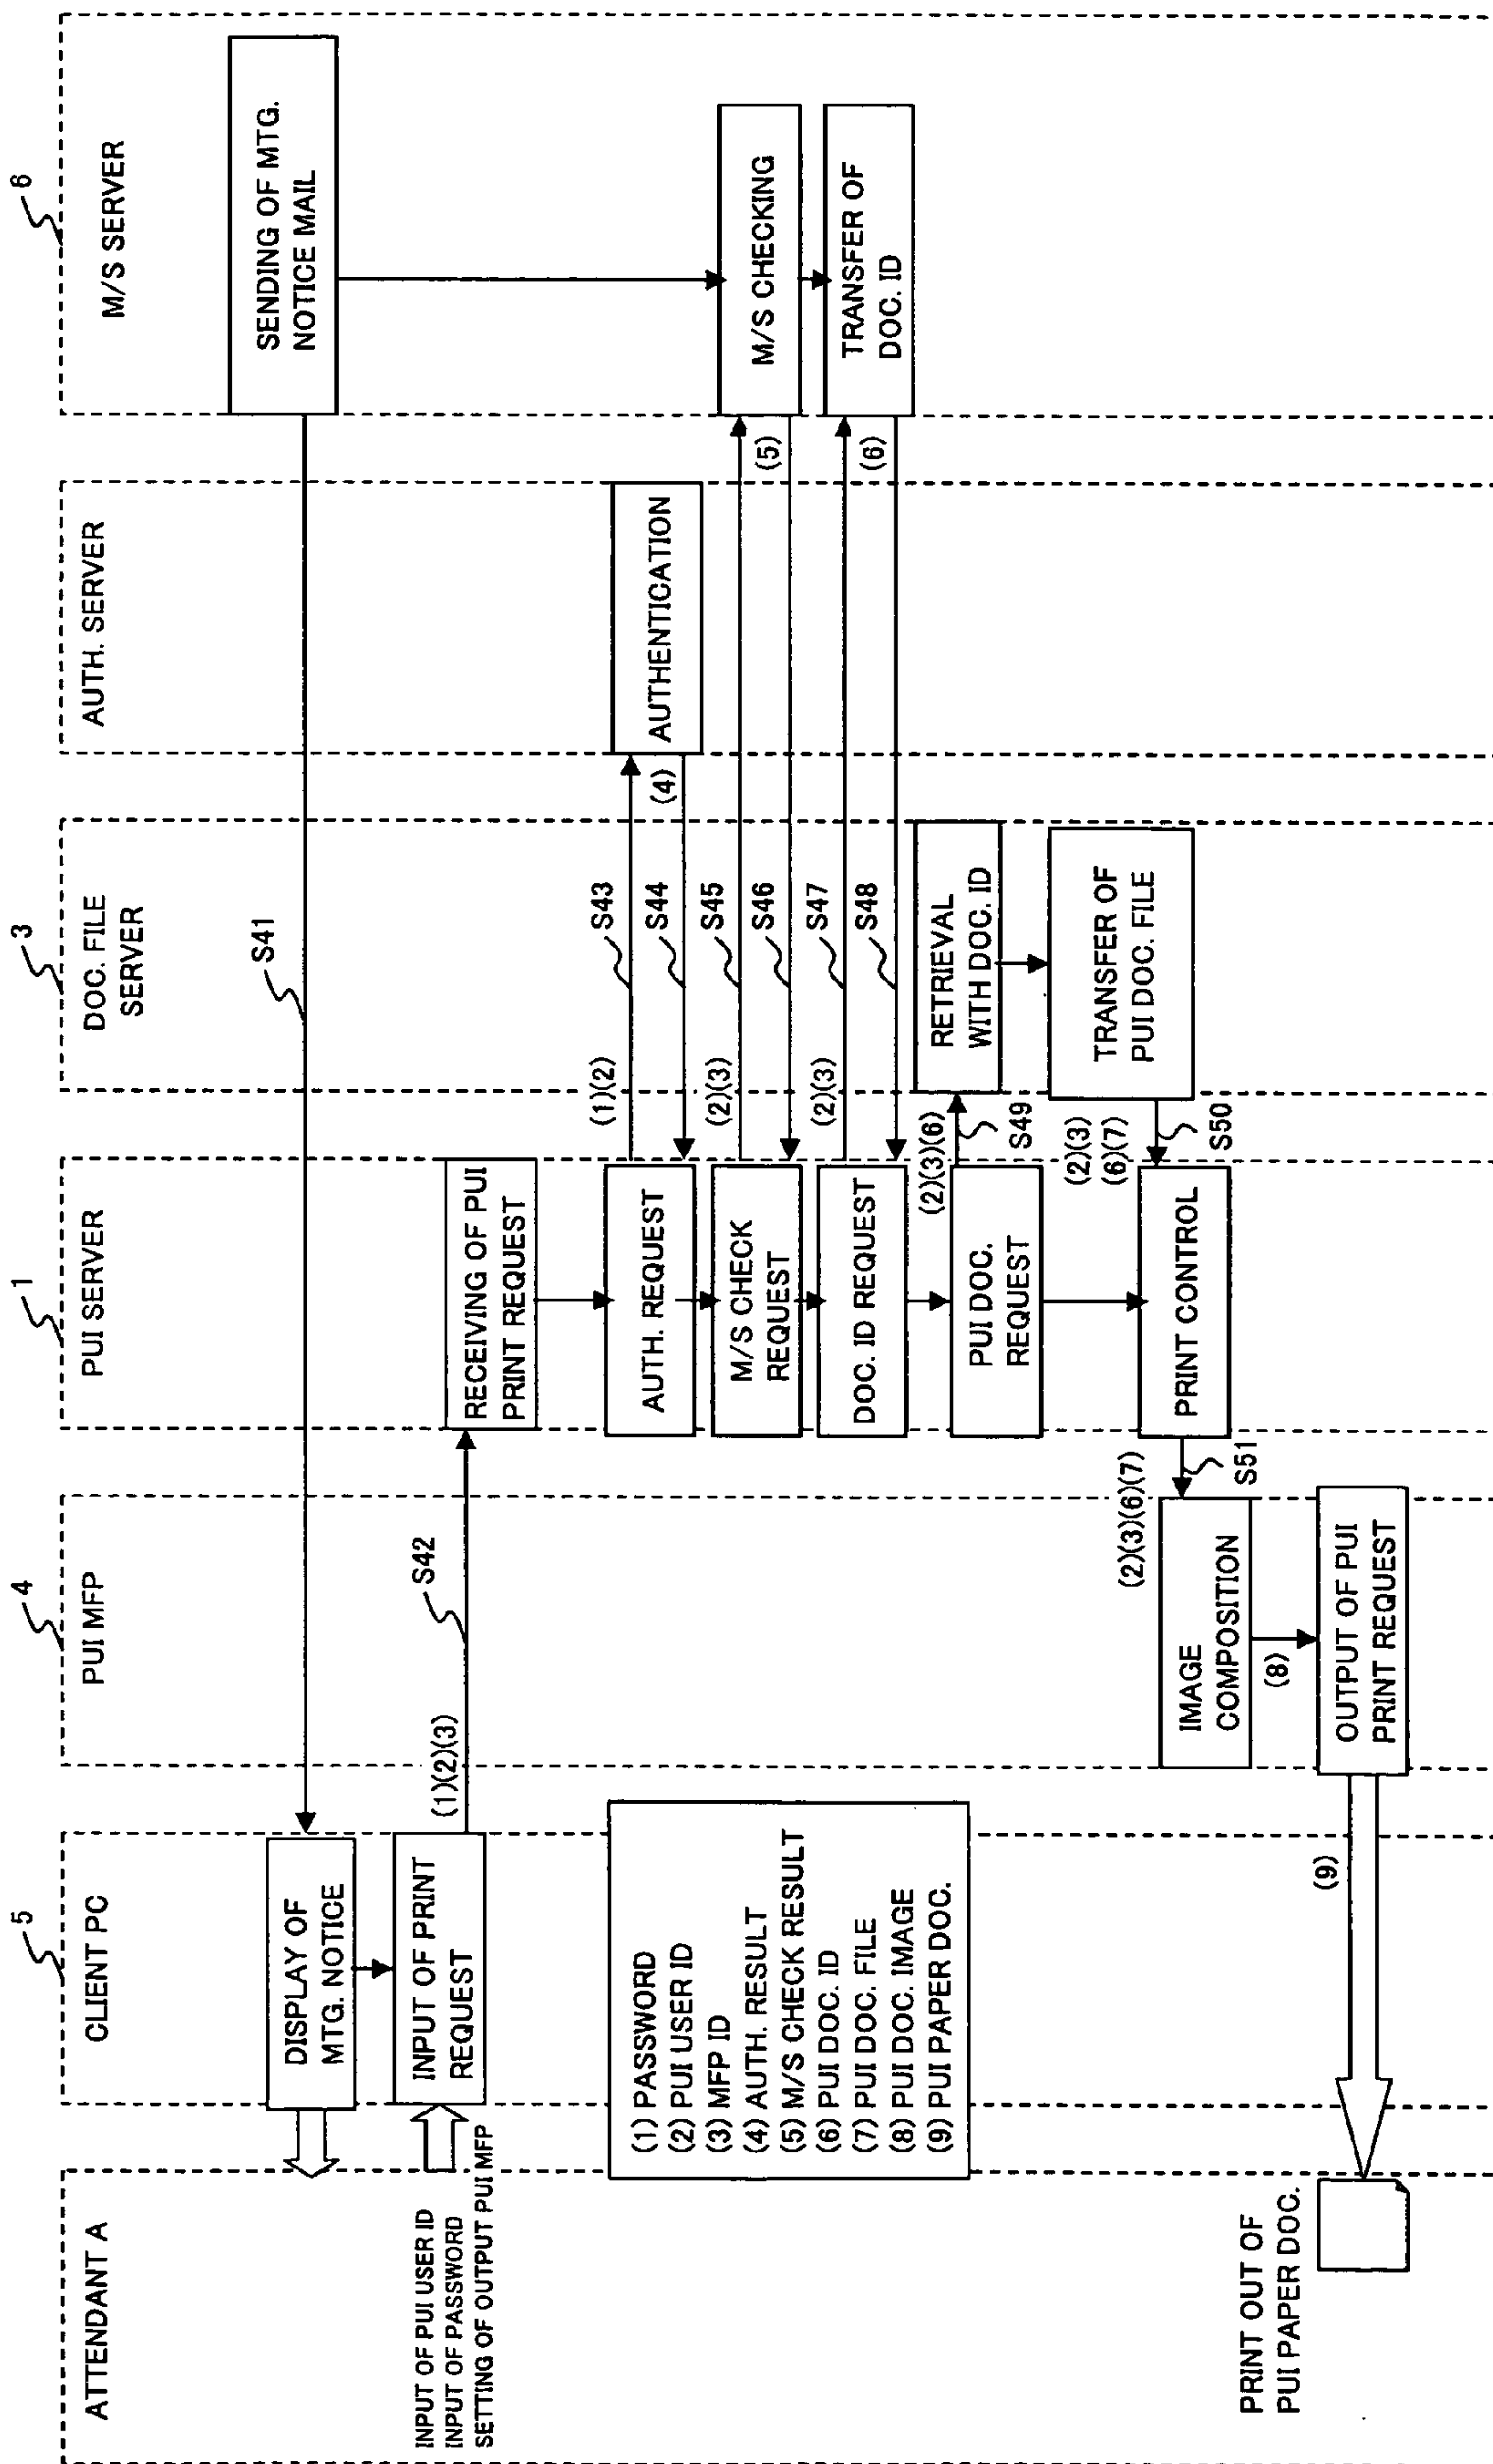 ATTENDANT A
5
CLIENT PC
4
PUI MFP
1
PUI SERVER
3
DOC. FILE
SERVER
AUTH. SERVER
6
M/S SERVER
SENDING OF MTG.
NOTICE MAIL
S41
DISPLAY OF
MTG. NOTICE
INPUT OF PUI USER ID
INPUT OF PASSWORD
SETTING OF OUTPUT PUI MFP
INPUT OF PRINT
REQUEST
(1)(2)(3)
S42
RECEIVING OF PUI
PRINT REQUEST
AUTH. REQUEST
(1)(2)
S43
AUTHENTICATION
(4)
S44
M/S CHECK
REQUEST
(2)(3)
S45
M/S CHECKING
(5)
S46
DOC. ID REQUEST
(2)(3)
S47
TRANSFER OF
DOC. ID
(6)
S48
PUI DOC.
REQUEST
(2)(3)(6)
S49
RETRIEVAL
WITH DOC. ID
TRANSFER OF
PUI DOC. FILE
(2)(3)
(6)(7)
S50
PRINT CONTROL
(2)(3)(6)(7)
S51
IMAGE
COMPOSITION
(8)
OUTPUT OF PUI
PRINT REQUEST
(9)
PRINT OUT OF
PUI PAPER DOC.
(1) PASSWORD
(2) PUI USER ID
(3) MFP ID
(4) AUTH. RESULT
(5) M/S CHECK RESULT
(6) PUI DOC. ID
(7) PUI DOC. FILE
(8) PUI DOC. IMAGE
(9) PUI PAPER DOC.